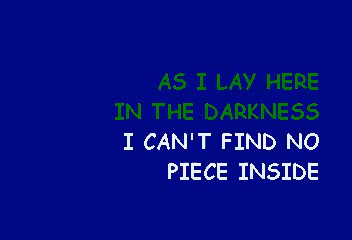 AS I LAY HERE
IN THE DARKNESS
I CAN'T FIND NO
PIECE INSIDE